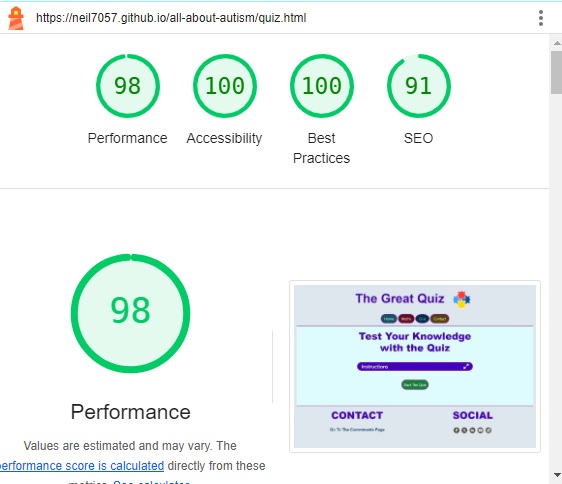 https://neil7057.github.io/all-about-autism/quiz.html
98 100 100 91
Performance Accessibility Best Practices SEO
98
Performance
Values are estimated and may vary. The
performance score is calculated directly from these
metrics. See calculator.
The Great Quiz
Home Myths Quiz Contact
Test Your Knowledge
with the Quiz
Instructions
Start The Quiz
CONTACT SOCIAL
Go To The Comments Page